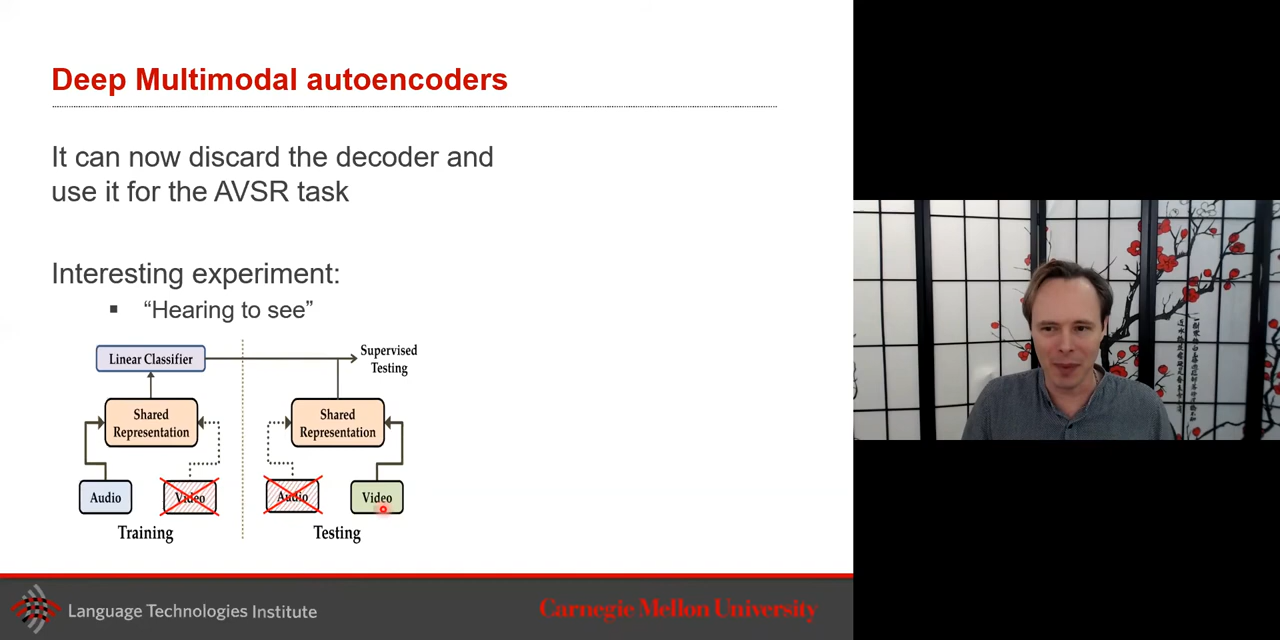 Deep Multimodal autoencoders
It can now discard the decoder and
use it for the AVSR task
Interesting experiment:
▪ “Hearing to see”
Linear Classifier
Supervised
Testing
Shared
Representation
Shared
Representation
Audio
Video
Audio
Video
Training
Testing
Language Technologies Institute
Carnegie Mellon University